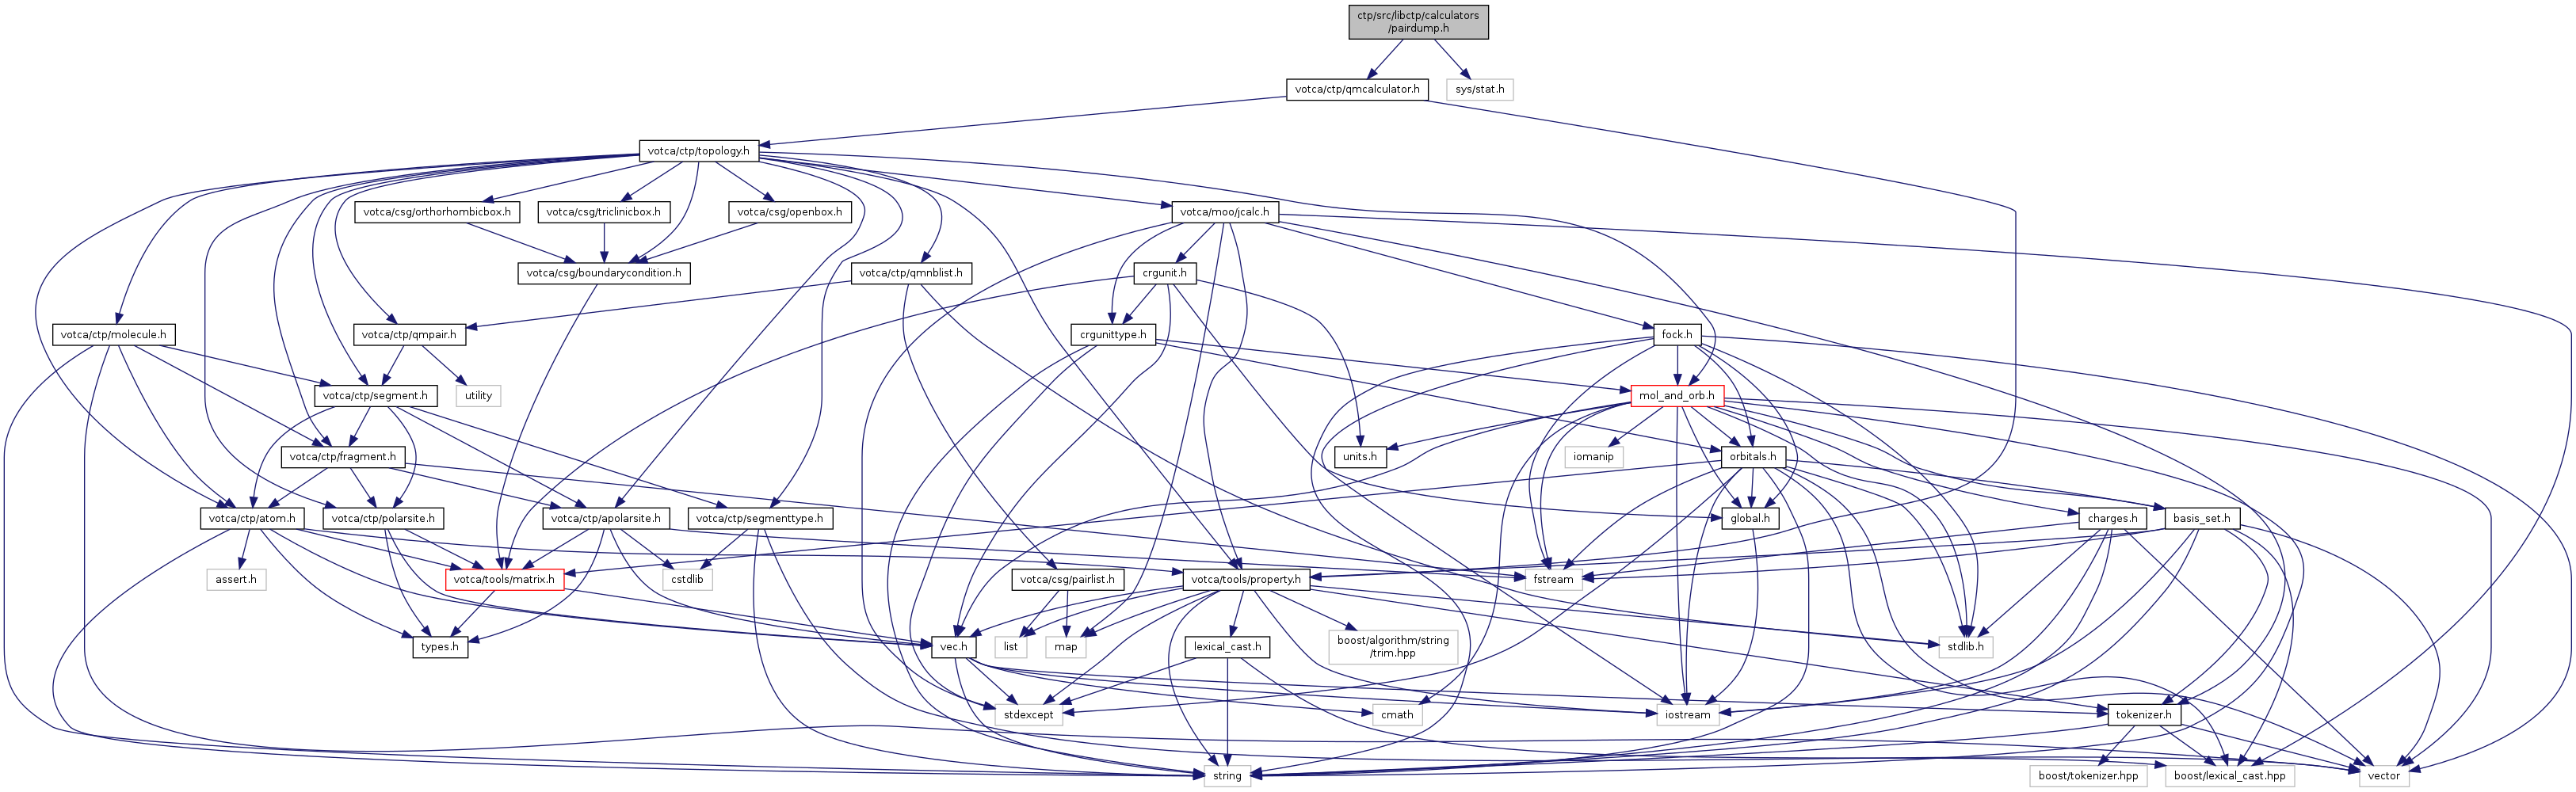 ctp/src/libctp/calculators
/pairdump.h
votca/ctp/qmcalculator.h
sys/stat.h
votca/ctp/topology.h
votca/csg/orthorhombicbox.h
votca/csg/triclinicbox.h
votca/csg/openbox.h
votca/moo/jcalc.h
votca/csg/boundarycondition.h
votca/ctp/qmnblist.h
crgunit.h
votca/ctp/molecule.h
votca/ctp/qmpair.h
crgunittype.h
fock.h
votca/ctp/segment.h
utility
mol_and_orb.h
votca/ctp/fragment.h
units.h
iomanip
orbitals.h
votca/ctp/atom.h
votca/ctp/polarsite.h
votca/ctp/apolarsite.h
votca/ctp/segmenttype.h
global.h
charges.h
basis_set.h
assert.h
votca/tools/matrix.h
cstdlib
votca/csg/pairlist.h
votca/tools/property.h
fstream
types.h
vec.h
list
map
lexical_cast.h
boost/algorithm/string
/trim.hpp
stdlib.h
stdexcept
cmath
iostream
tokenizer.h
string
boost/tokenizer.hpp
boost/lexical_cast.hpp
vector